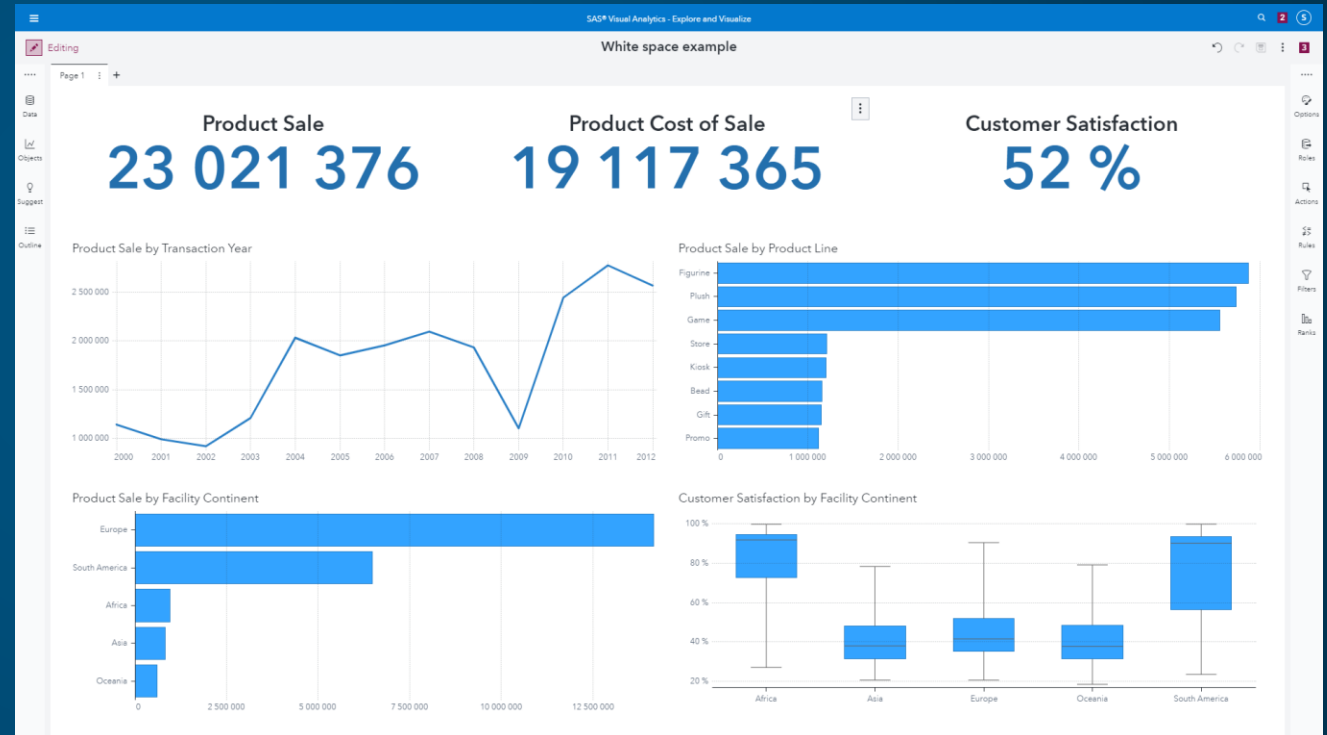 SAS® Visual Analytics - Explore and Visualize
2
S
Editing
White space example
3
Page 1
Data
Objects
Suggest
Outline
Product Sale
23 021 376
Product Cost of Sale
19 117 365
Customer Satisfaction
52 %
Options
Roles
Actions
Rules
Filters
Ranks
Product Sale by Transaction Year
2 500 000
2 000 000
1 500 000
1 000 000
2000 2001 2002 2003 2004 2005 2006 2007 2008 2009 2010 2011 2012
Product Sale by Product Line
Figurine
Plush
Game
Store
Kiosk
Bead
Gift
Promo
0 1 000 000 2 000 000 3 000 000 4 000 000 5 000 000 6 000 000
Product Sale by Facility Continent
Europe
South America
Africa
Asia
Oceania
0 2 500 000 5 000 000 7 500 000 10 000 000 12 500 000
Customer Satisfaction by Facility Continent
100 %
80 %
60 %
40 %
20 %
Africa Asia Europe Oceania South America